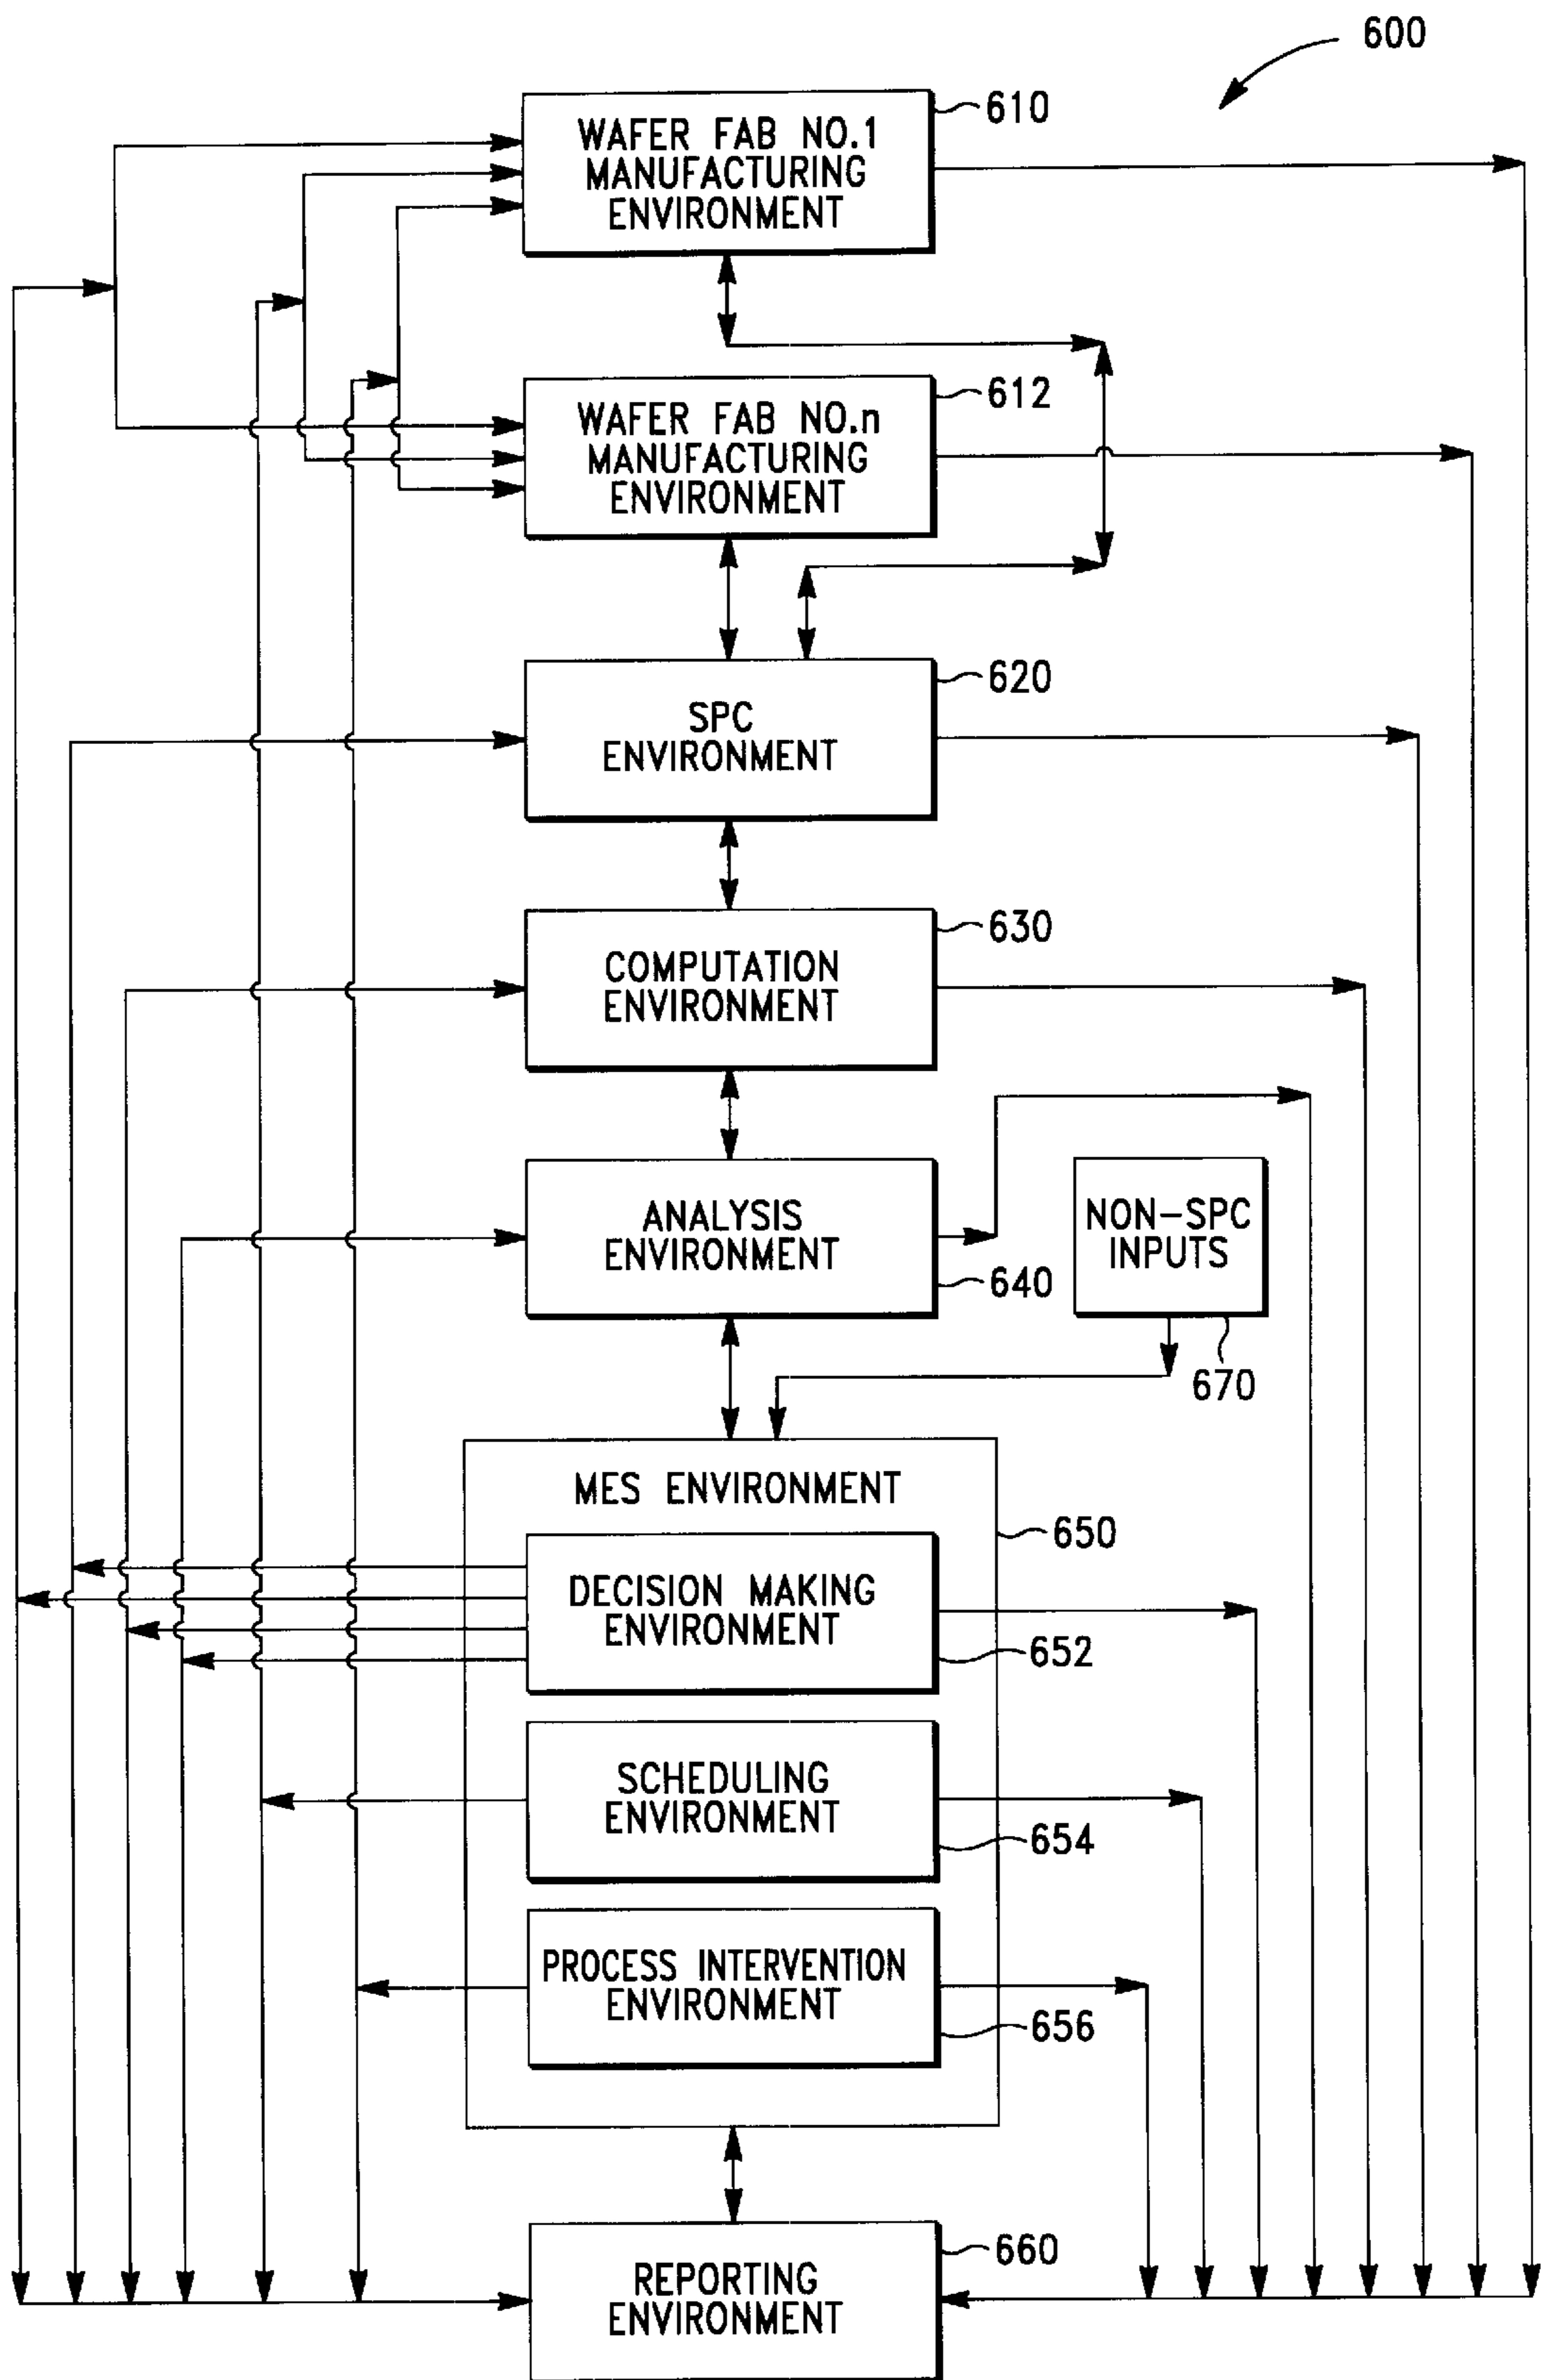 600
610
WAFER FAB NO.1
MANUFACTURING
ENVIRONMENT
612
WAFER FAB NO.n
MANUFACTURING
ENVIRONMENT
620
SPC
ENVIRONMENT
630
COMPUTATION
ENVIRONMENT
ANALYSIS
ENVIRONMENT
640
NON-SPC
INPUTS
670
MES ENVIRONMENT
650
DECISION MAKING
ENVIRONMENT
652
SCHEDULING
ENVIRONMENT
654
PROCESS INTERVENTION
ENVIRONMENT
656
660
REPORTING
ENVIRONMENT